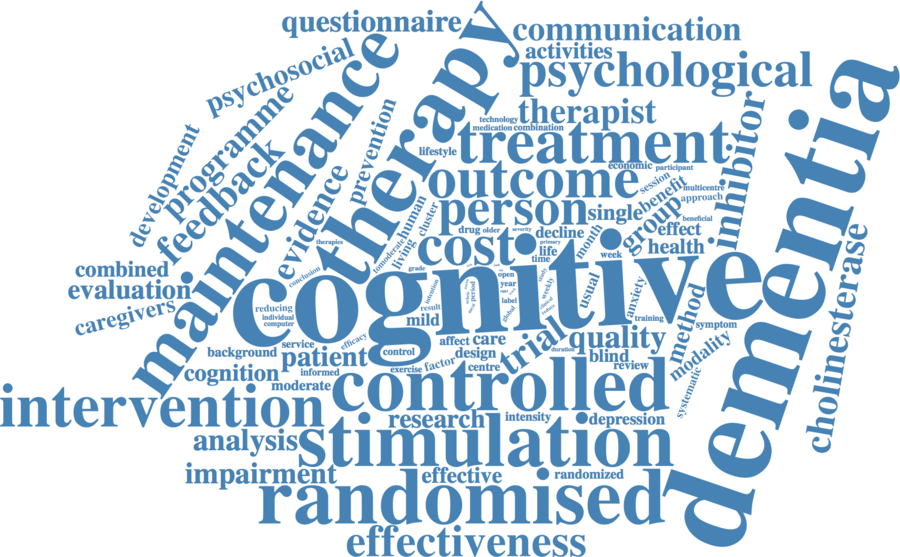 questionnaire
communication
activities
psychosocial
psychological
therapy
maintenance
programme
development
feedback
prevention
evidence
therapist
technology
medication
combination
lifestyle
treatment
inhibitor
dementia
economic
participant
outcome
session
benefit
multicentre
approach
person
single
group
beneficial
effect
health
human
cluster
living
tomoderate
therapies
drug
older
severity
decline
month
cost
primary
life
time
week
combined
evaluation
caregivers
conclusion
grade
cognitive
open
year
label
global
period
study
weekly
intention
result
usual
anxiety
cholinesterase
reducing
individual
computer
mild
training
method
symptom
modality
quality
trial
service
efficacy
background
patient
control
affect
care
design
centre
duration
blind
review
cognition
informed
moderate
exercise
factor
systematic
controlled
intervention
research
intensity
depression
analysis
stimulation
impairment
effective
randomized
randomised
effectiveness